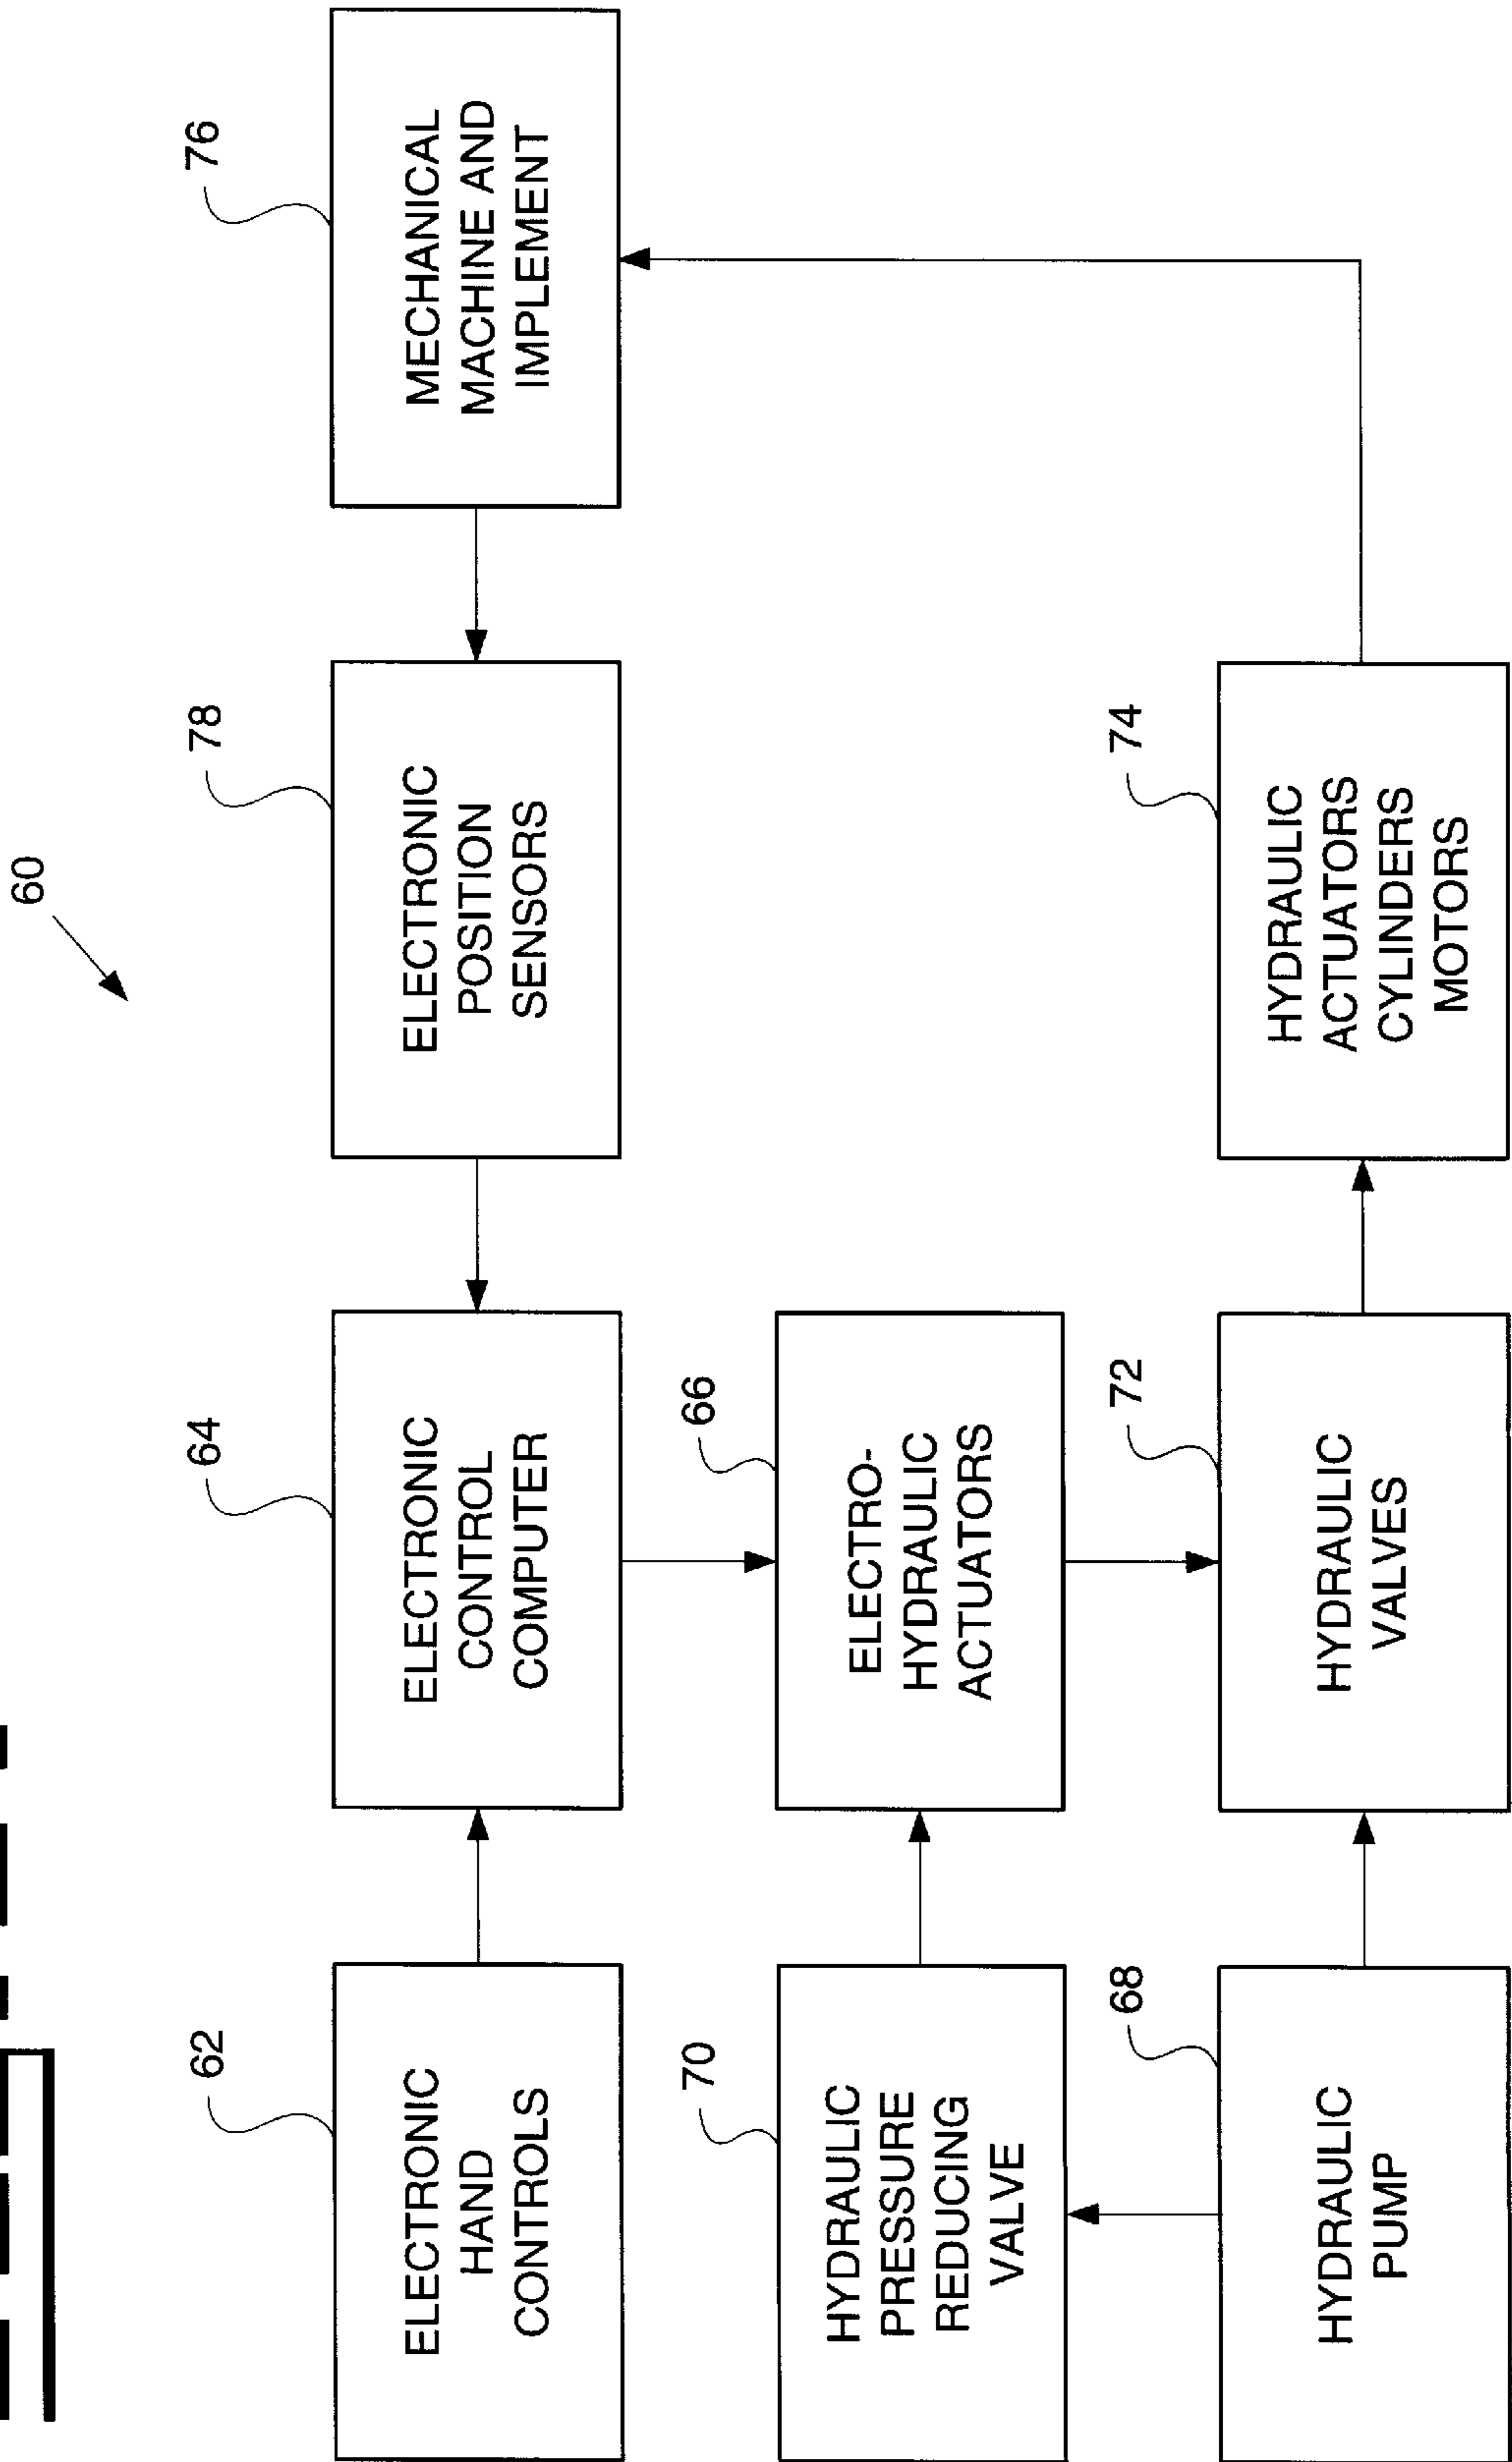 60
62
ELECTRONIC
HAND
CONTROLS
64
ELECTRONIC
CONTROL
COMPUTER
78
ELECTRONIC
POSITION
SENSORS
76
MECHANICAL
MACHINE AND
IMPLEMENT
70
HYDRAULIC
PRESSURE
REDUCING
VALVE
66
ELECTRO-
HYDRAULIC
ACTUATORS
68
HYDRAULIC
PUMP
72
HYDRAULIC
VALVES
74
HYDRAULIC
ACTUATORS
CYLINDERS
MOTORS